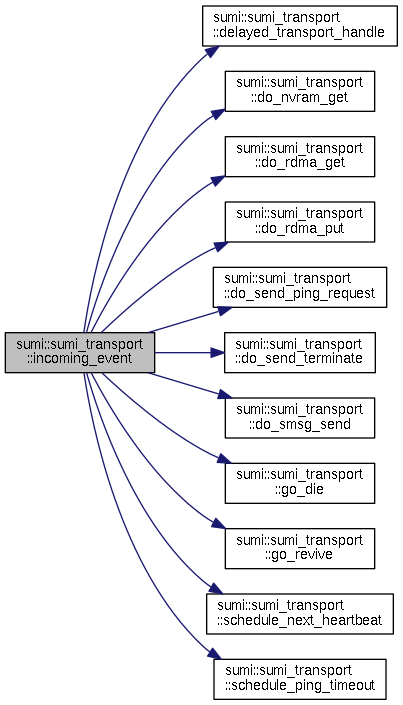 sumi::sumi_transport
::delayed_transport_handle
sumi::sumi_transport
::do_nvram_get
sumi::sumi_transport
::do_rdma_get
sumi::sumi_transport
::do_rdma_put
sumi::sumi_transport
::do_send_ping_request
sumi::sumi_transport
::incoming_event
sumi::sumi_transport
::do_send_terminate
sumi::sumi_transport
::do_smsg_send
sumi::sumi_transport
::go_die
sumi::sumi_transport
::go_revive
sumi::sumi_transport
::schedule_next_heartbeat
sumi::sumi_transport
::schedule_ping_timeout